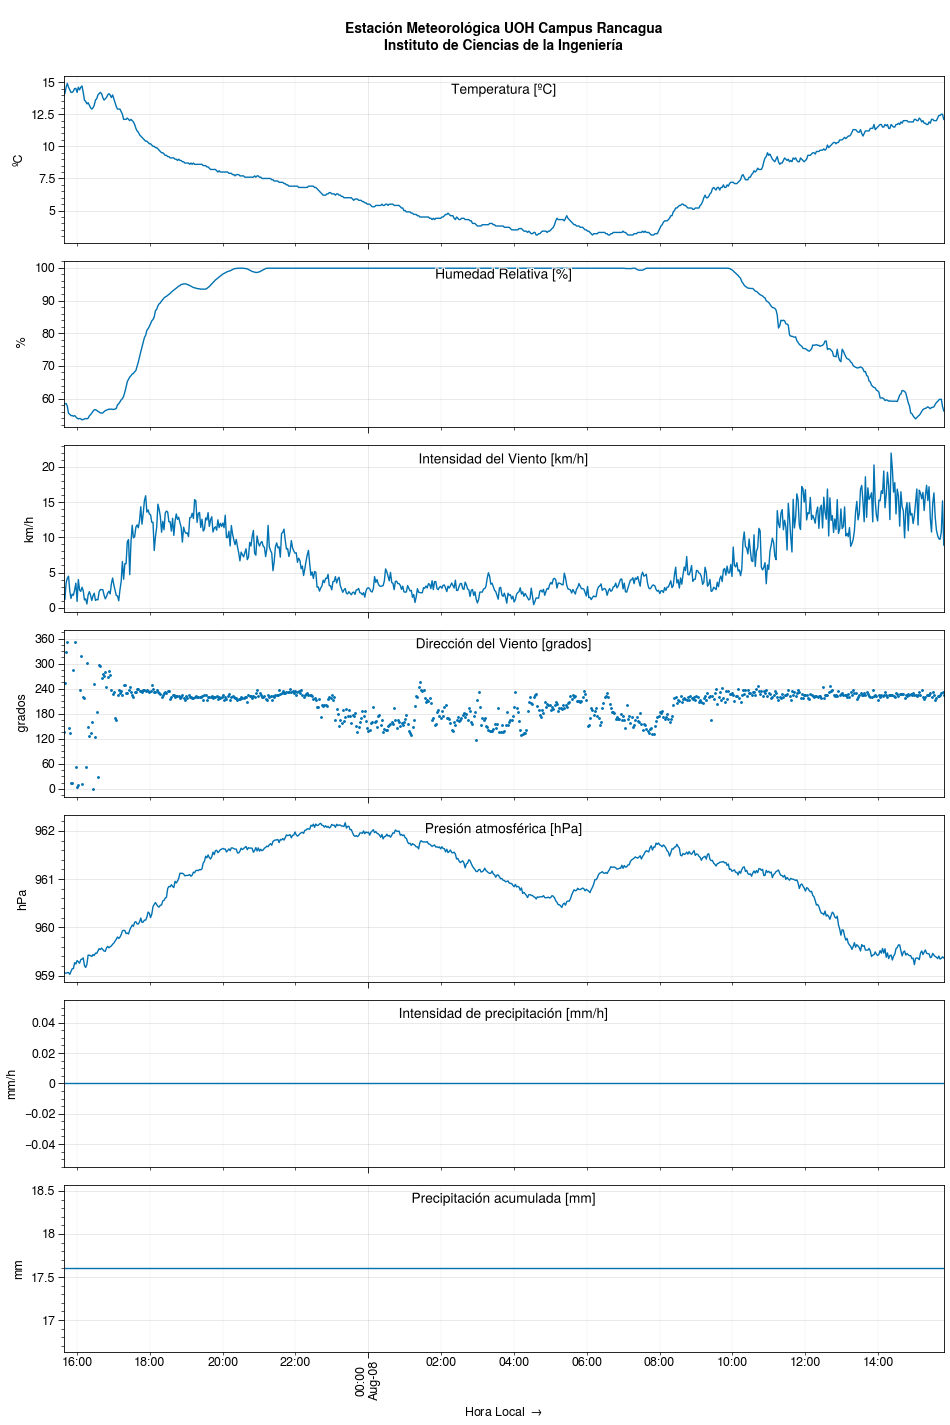 Estación Meteorológica UOH Campus Rancagua
Instituto de Ciencias de la Ingeniería
Temperatura [ºC]
15
12.5
10
7.5
5
ºC
Humedad Relativa [%]
100
90
80
70
60
%
Intensidad del Viento [km/h]
20
15
10
5
0
km/h
Dirección del Viento [grados]
360
300
240
180
120
60
0
grados
Presión atmosférica [hPa]
962
961
960
959
hPa
Intensidad de precipitación [mm/h]
0.04
0.02
0
−0.02
−0.04
mm/h
Precipitación acumulada [mm]
18.5
18
17.5
17
mm
16:00 18:00 20:00 22:00 00:00 02:00 04:00 06:00 08:00 10:00 12:00 14:00
Aug-08
Hora Local →